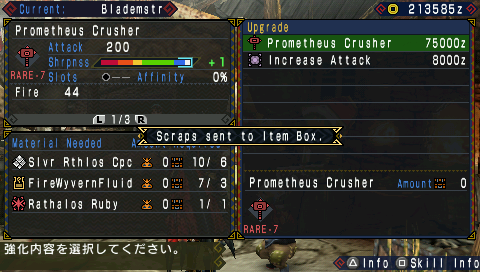 Current: Blademstr
213585z
Prometheus Crusher
Attack 200
Shrpnss +1
RARE-7 Slots Affinity 0%
Fire 44
L 1/3 R
Upgrade
Prometheus Crusher 75000z
Increase Attack 8000z
Scraps sent to Item Box.
Material Needed
Slvr Rthlos Cpc 0 10/ 6
FireWyvernFluid 0 7/ 3
Rathalos Ruby 0 1/ 1
Prometheus Crusher Amount 0
RARE-7
強化内容を選択してください。
Info Skill Info